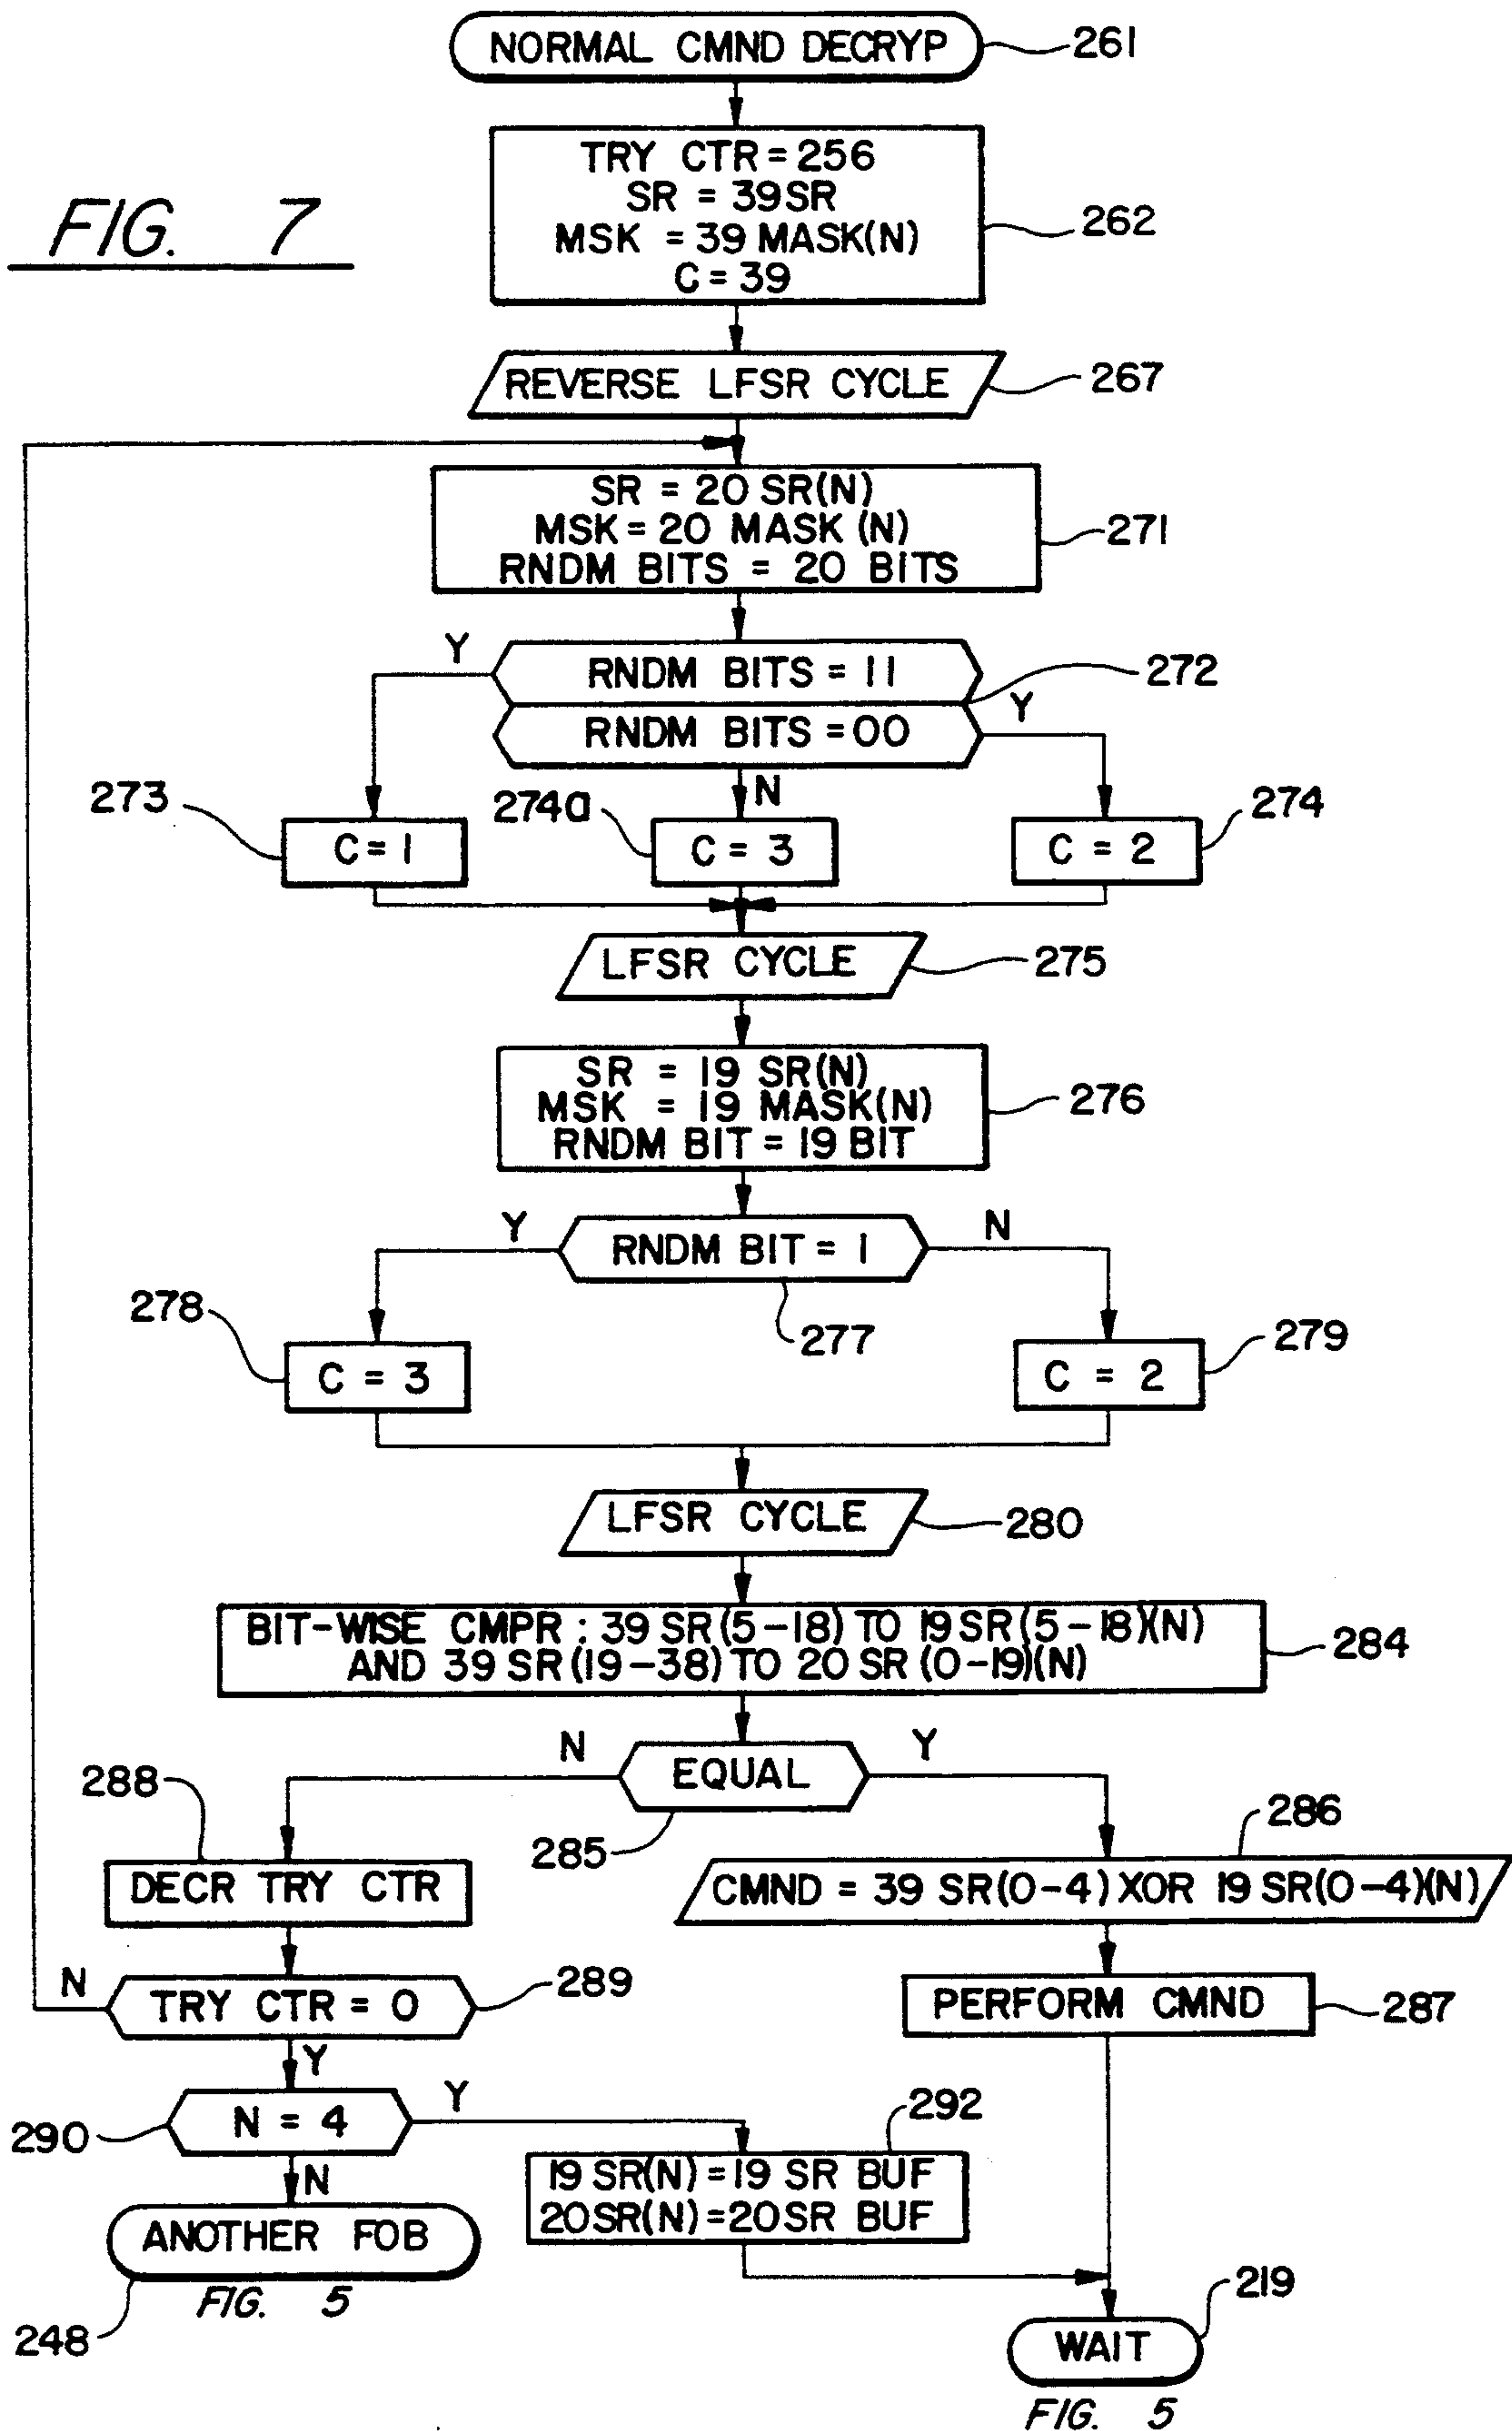 NORMAL CMND DECRYP
261
TRY CTR = 256
SR = 39SR
MSK = 39 MASK(N)
C = 39
262
FIG. 7
REVERSE LFSR CYCLE
267
SR = 20 SR(N)
MSK = 20 MASK (N)
RNDM BITS = 20 BITS
271
Y
RNDM BITS = 11
272
RNDM BITS = 00
Y
N
273
C = 1
274a
C = 3
274
C = 2
LFSR CYCLE
275
SR = 19 SR(N)
MSK = 19 MASK(N)
RNDM BIT = 19 BIT
276
Y
RNDM BIT = 1
N
277
278
C = 3
279
C = 2
LFSR CYCLE
280
BIT-WISE CMPR : 39 SR (5-18) TO 19 SR (5-18)(N)
AND 39 SR (19-38) TO 20 SR (0-19)(N)
284
N
EQUAL
Y
285
288
DECR TRY CTR
286
CMND = 39 SR(0-4) XOR 19 SR(0-4)(N)
N
TRY CTR = 0
289
PERFORM CMND
287
Y
N = 4
Y
290
N
292
19 SR(N) = 19 SR BUF
20SR(N) = 20SR BUF
ANOTHER FOB
FIG. 5
248
219
WAIT
FIG. 5